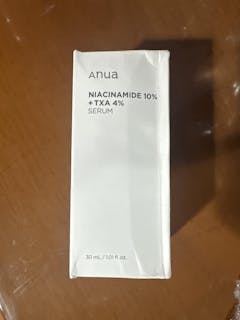 Anua
NIACINAMIDE 10%
+ TXA 4%
SERUM
30 mL / 1.01 fl. oz.